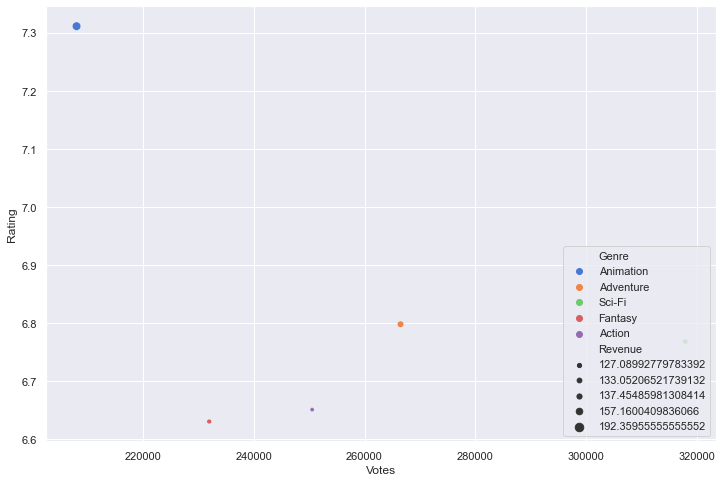 7.3
7.2
7.1
7.0
6.9
6.8
6.7
6.6
Rating
220000 240000 260000 280000 300000 320000
Votes
Genre
Animation
Adventure
Sci-Fi
Fantasy
Action
Revenue
127.08992779783392
133.05206521739132
137.45485981308414
157.1600409836066
192.35955555555552